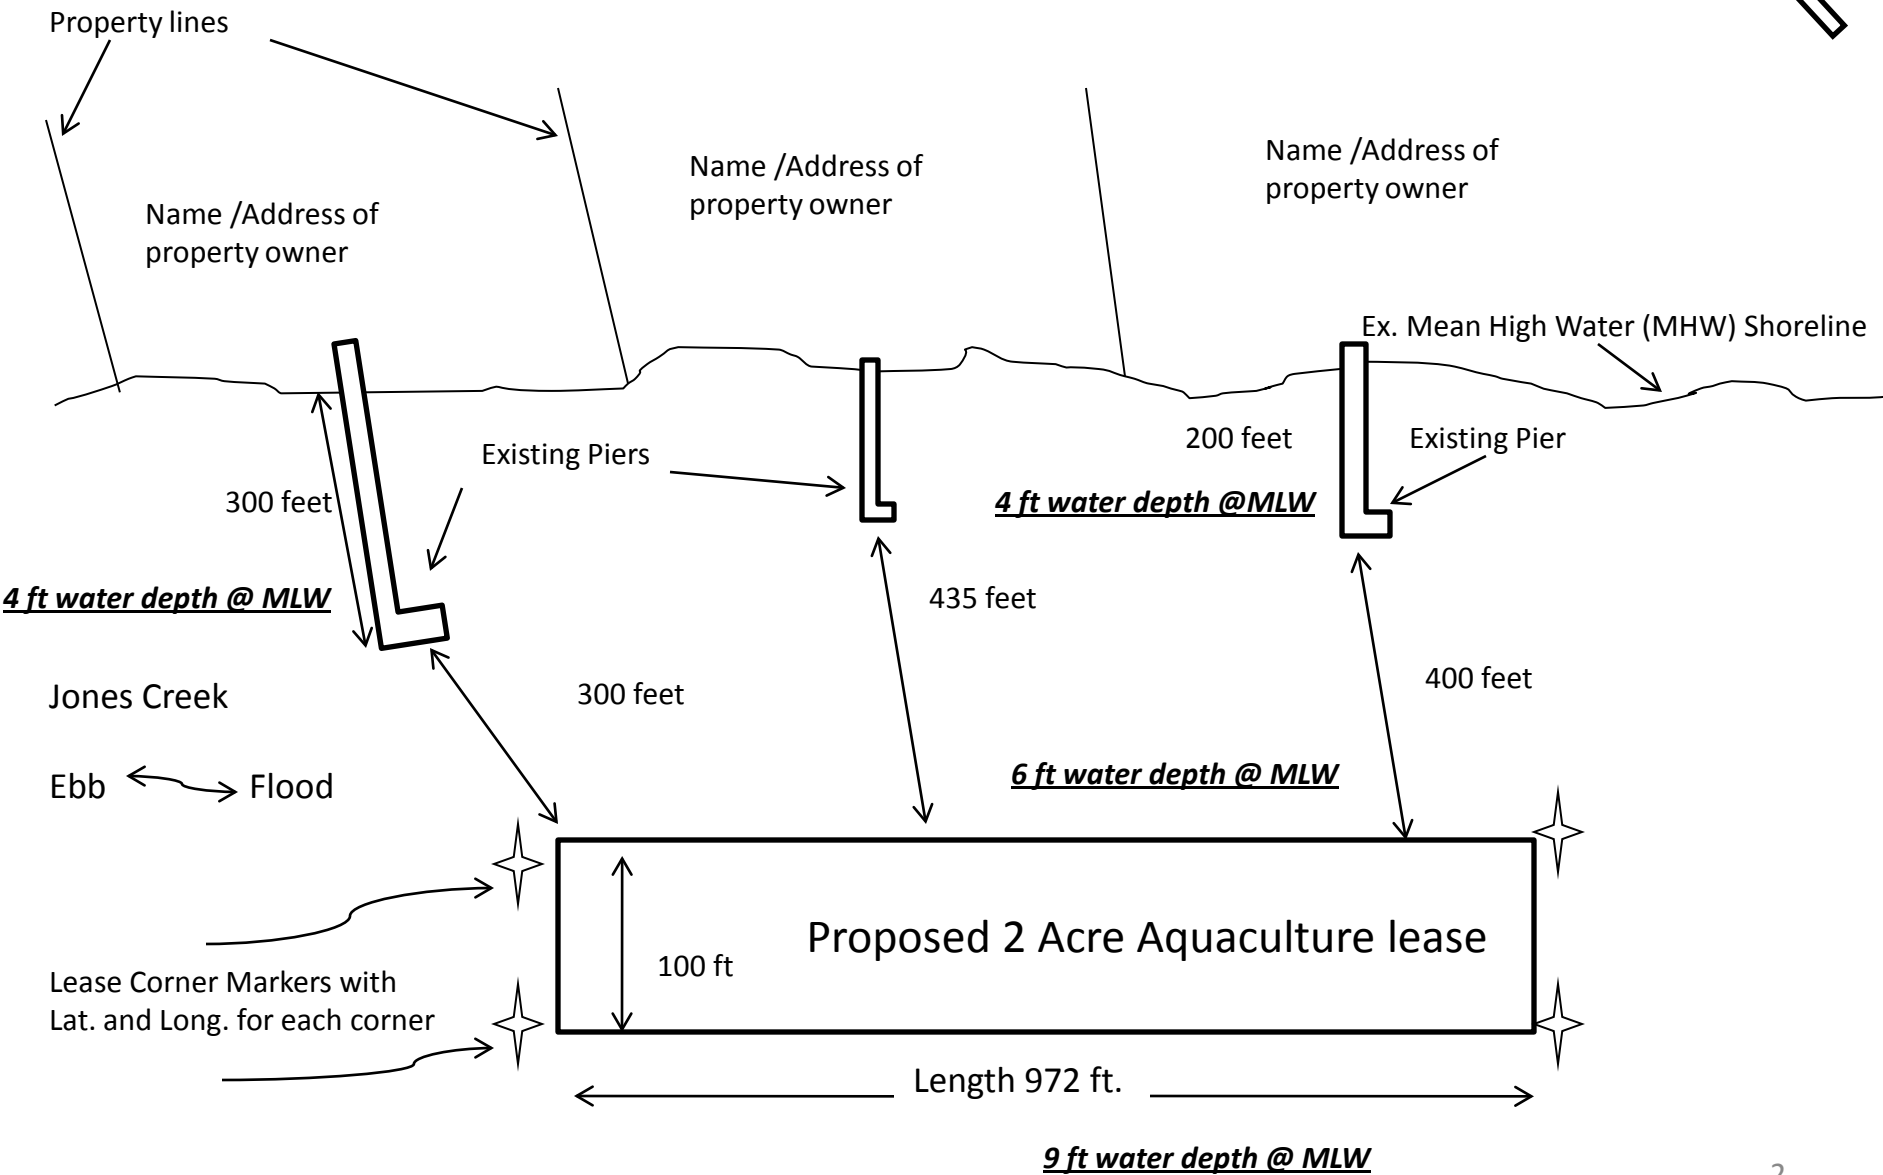 Property lines
Name /Address of
property owner
Name /Address of
property owner
Name /Address of
property owner
Ex. Mean High Water (MHW) Shoreline
Existing Piers
200 feet
Existing Pier
300 feet
4 ft water depth @MLW
4 ft water depth @ MLW
435 feet
Jones Creek
300 feet
400 feet
Ebb
Flood
6 ft water depth @ MLW
Proposed 2 Acre Aquaculture lease
100 ft
Lease Corner Markers with
Lat. and Long. for each corner
Length 972 ft.
9 ft water depth @ MLW
2